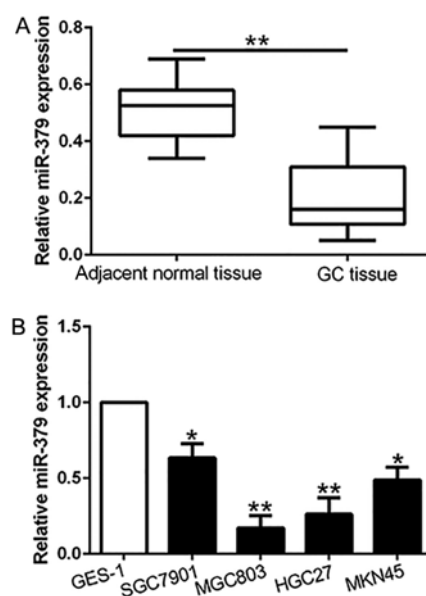 A
Relative miR-379 expression
0.8
0.6
0.4
0.2
0.0
**
Adjacent normal tissue
GC tissue
B
Relative miR-379 expression
1.5
1.0
0.5
0.0
*
**
**
*
GES-1
SGC7901
MGC803
HGC27
MKN45